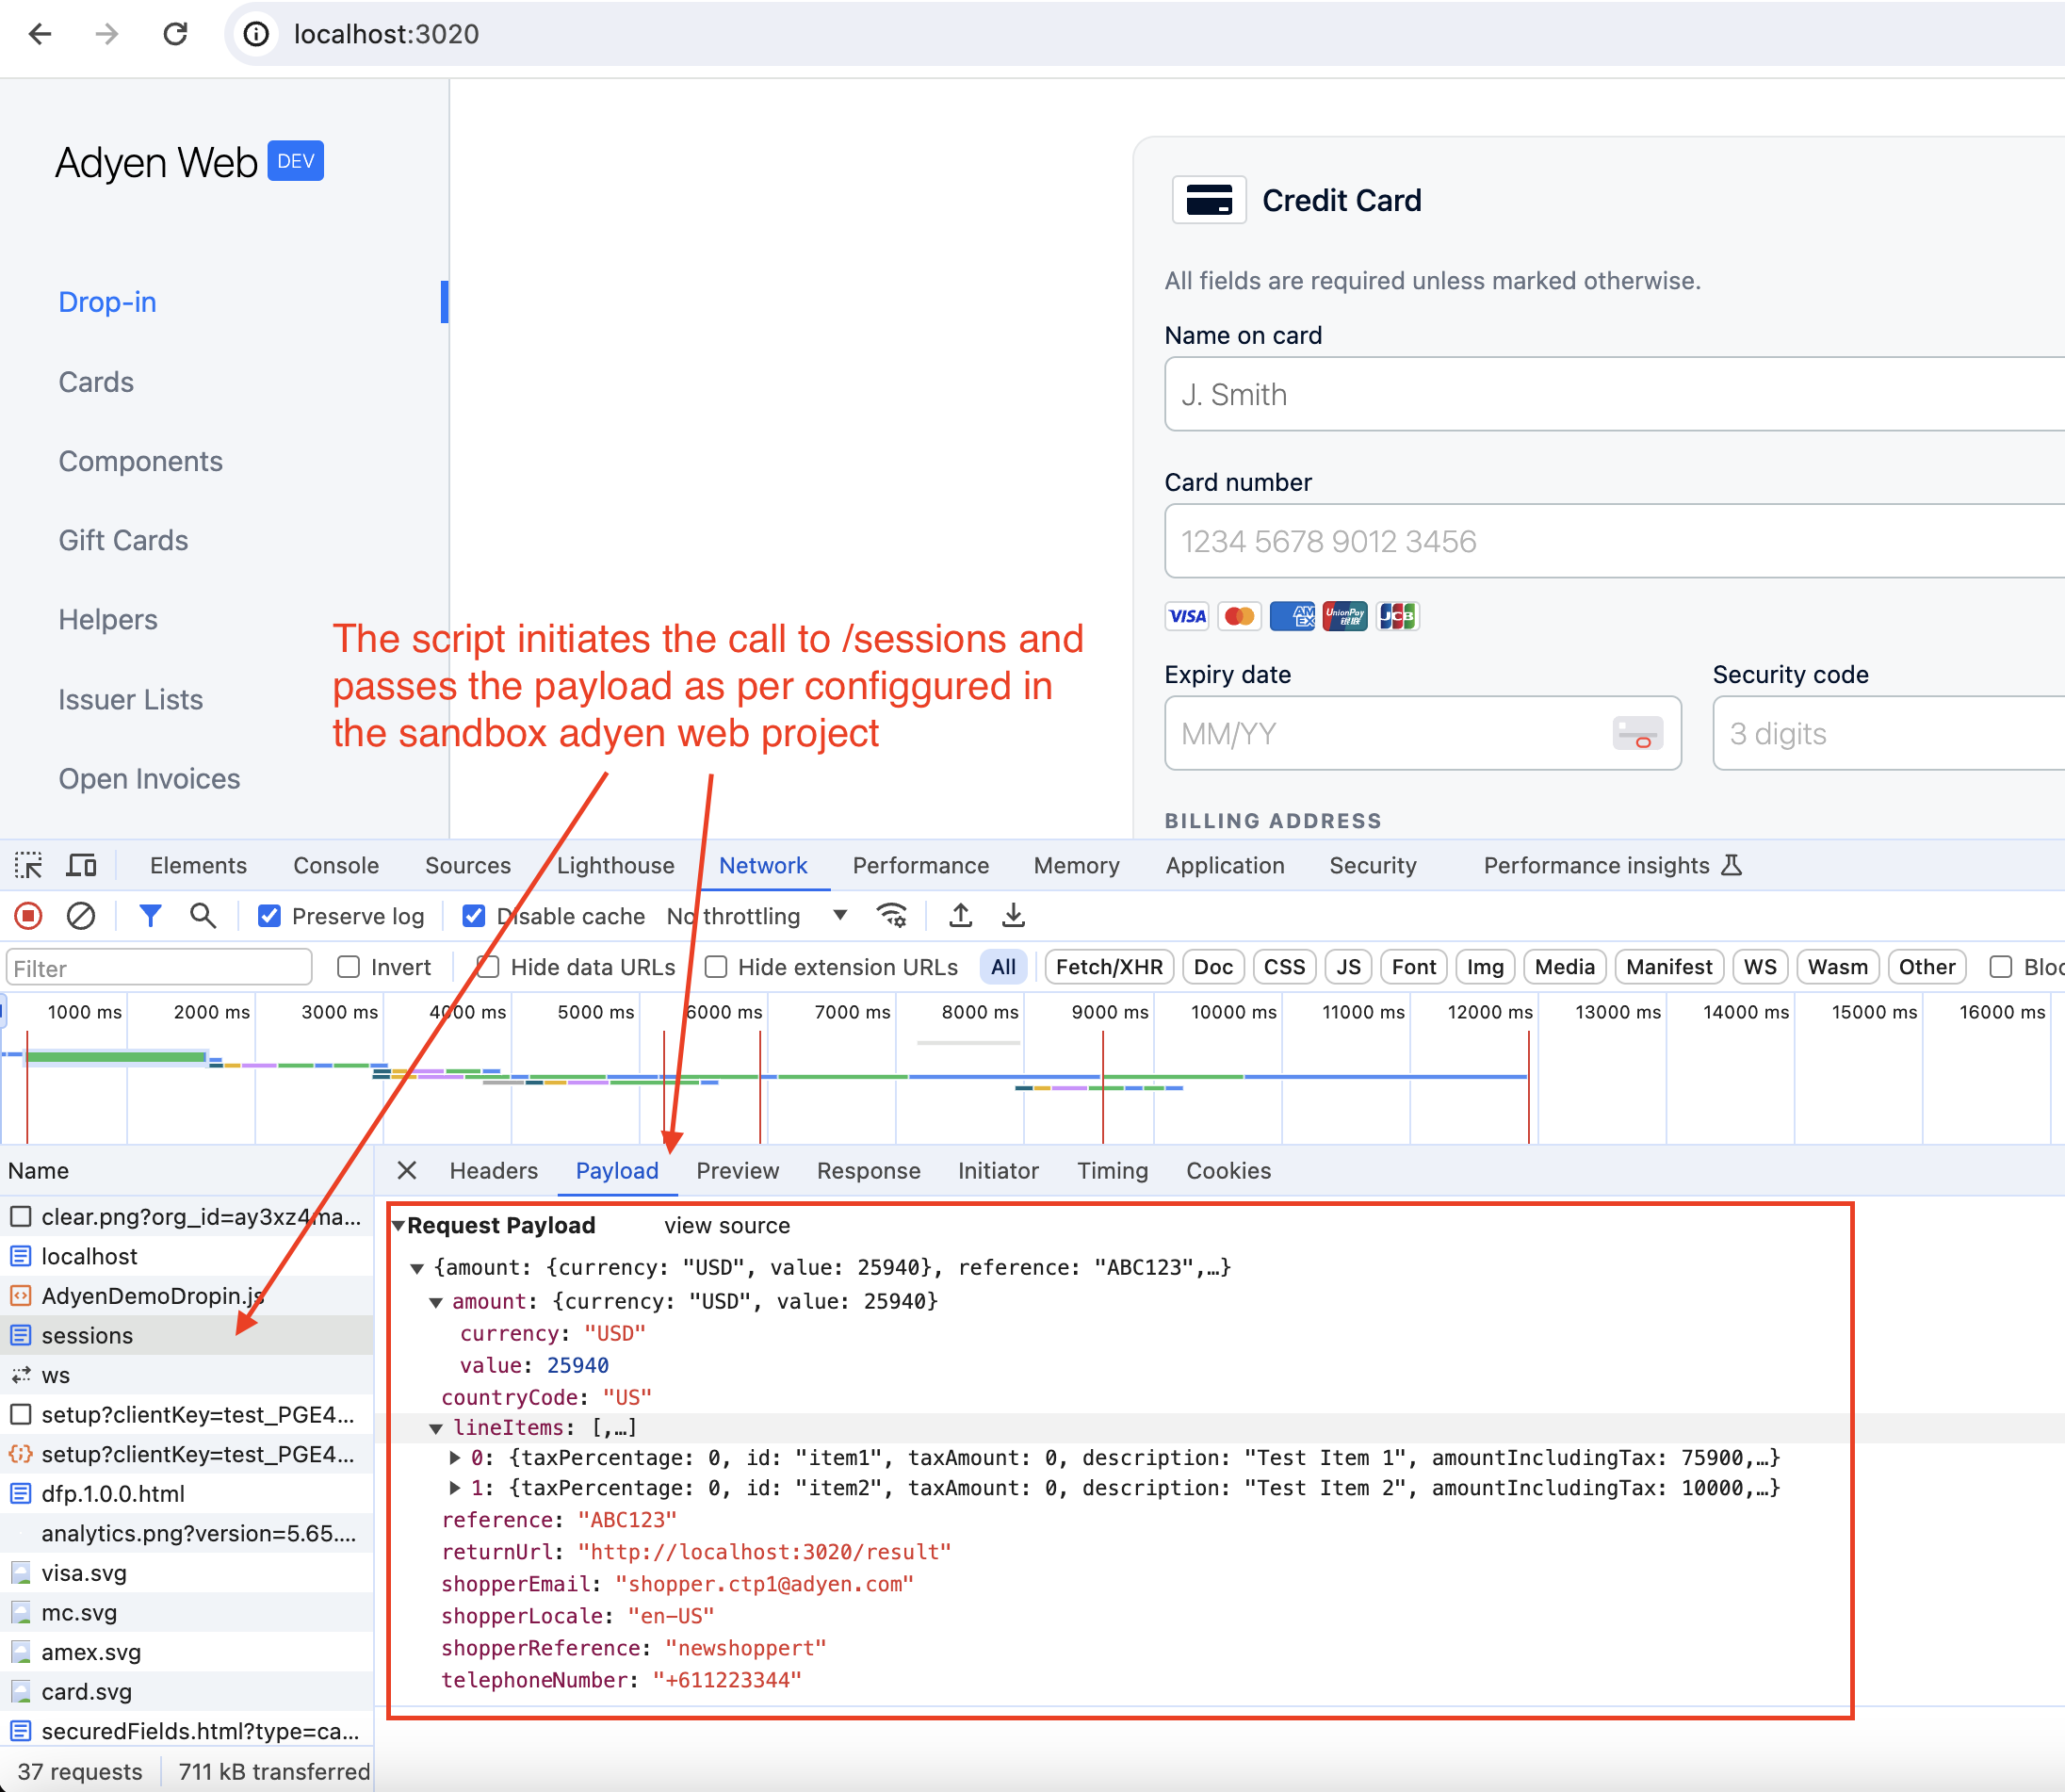 localhost:3020
Adyen Web DEV
Drop-in
Cards
Components
Gift Cards
Helpers
Issuer Lists
Open Invoices
Credit Card
All fields are required unless marked otherwise.
Name on card
J. Smith
Card number
1234 5678 9012 3456
VISA AMEX UnionPay JCB
Expiry date Security code
MM/YY 3 digits
BILLING ADDRESS
The script initiates the call to /sessions and
passes the payload as per configgured in
the sandbox adyen web project
Elements Console Sources Lighthouse Network Performance Memory Application Security Performance insights
Preserve log Disable cache No throttling
Filter Invert Hide data URLs Hide extension URLs All Fetch/XHR Doc CSS JS Font Img Media Manifest WS Wasm Other Bloc
1000 ms 2000 ms 3000 ms 4000 ms 5000 ms 6000 ms 7000 ms 8000 ms 9000 ms 10000 ms 11000 ms 12000 ms 13000 ms 14000 ms 15000 ms 16000 ms
Name
clear.png?org_id=ay3xz4ma...
localhost
AdyenDemoDropin.js
sessions
ws
setup?clientKey=test_PGE4...
setup?clientKey=test_PGE4...
dfp.1.0.0.html
analytics.png?version=5.65....
visa.svg
mc.svg
amex.svg
card.svg
securedFields.html?type=ca...
37 requests 711 kB transferred
Headers Payload Preview Response Initiator Timing Cookies
Request Payload view source
{amount: {currency: "USD", value: 25940}, reference: "ABC123",…}
amount: {currency: "USD", value: 25940}
currency: "USD"
value: 25940
countryCode: "US"
lineItems: [,…]
0: {taxPercentage: 0, id: "item1", taxAmount: 0, description: "Test Item 1", amountIncludingTax: 75900,…}
1: {taxPercentage: 0, id: "item2", taxAmount: 0, description: "Test Item 2", amountIncludingTax: 10000,…}
reference: "ABC123"
returnUrl: "http://localhost:3020/result"
shopperEmail: "shopper.ctp1@adyen.com"
shopperLocale: "en-US"
shopperReference: "newshoppert"
telephoneNumber: "+611223344"